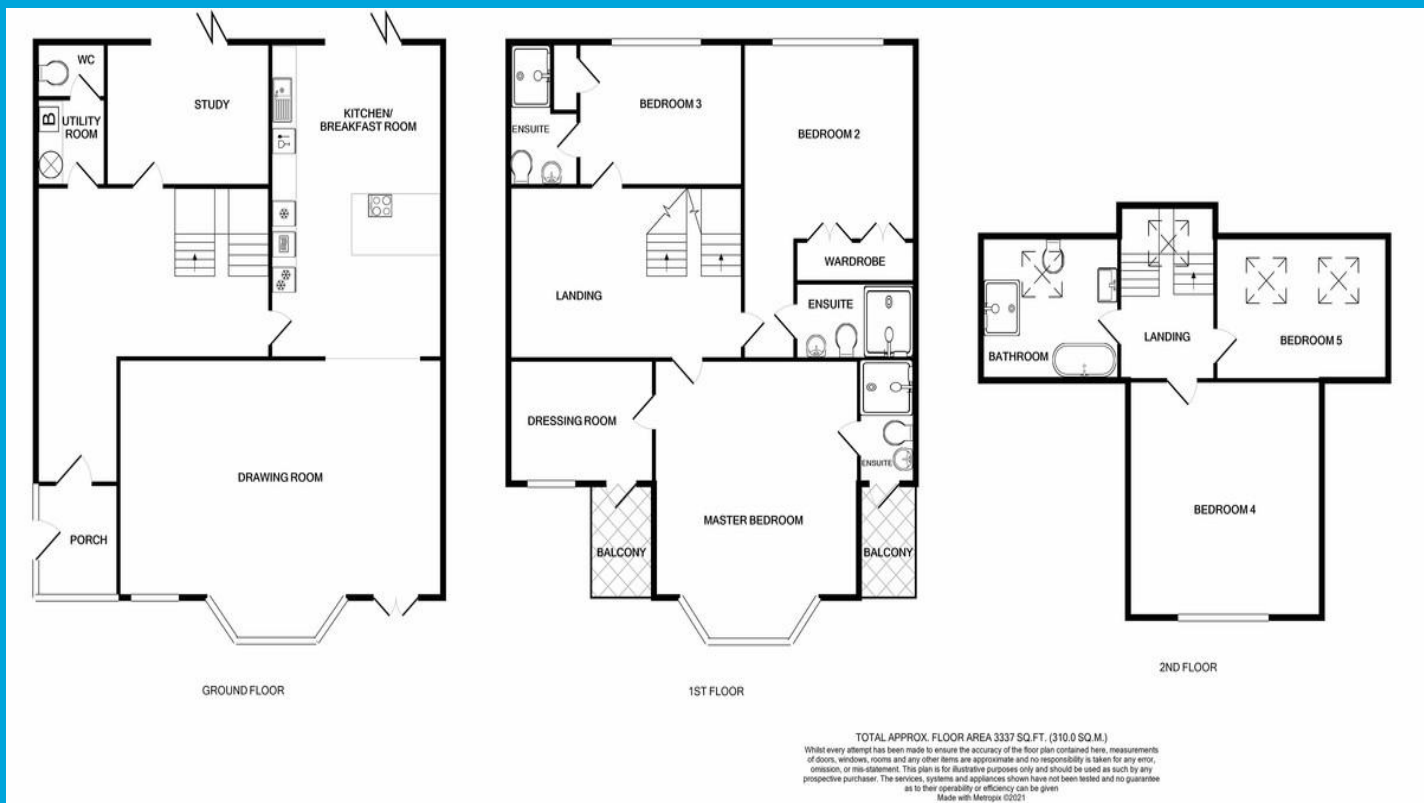 WC
UTILITY
ROOM
B
STUDY
KITCHEN/
BREAKFAST ROOM
DRAWING ROOM
PORCH
GROUND FLOOR
ENSUITE
BEDROOM 3
BEDROOM 2
WARDROBE
LANDING
ENSUITE
DRESSING ROOM
ENSUITE
MASTER BEDROOM
BALCONY
BALCONY
1ST FLOOR
BATHROOM
LANDING
BEDROOM 5
BEDROOM 4
2ND FLOOR
TOTAL APPROX. FLOOR AREA 3337 SQ.FT. (310.0 SQ.M.)
Whilst every attempt has been made to ensure the accuracy of the floor plan contained here, measurements
of doors, windows, rooms and any other items are approximate and no responsibility is taken for any error,
omission, or mis-statement. This plan is for illustrative purposes only and should be used as such by any
prospective purchaser. The services, systems and appliances shown have not been tested and no guarantee
as to their operability or efficiency can be given
Made with Metropix ©2021